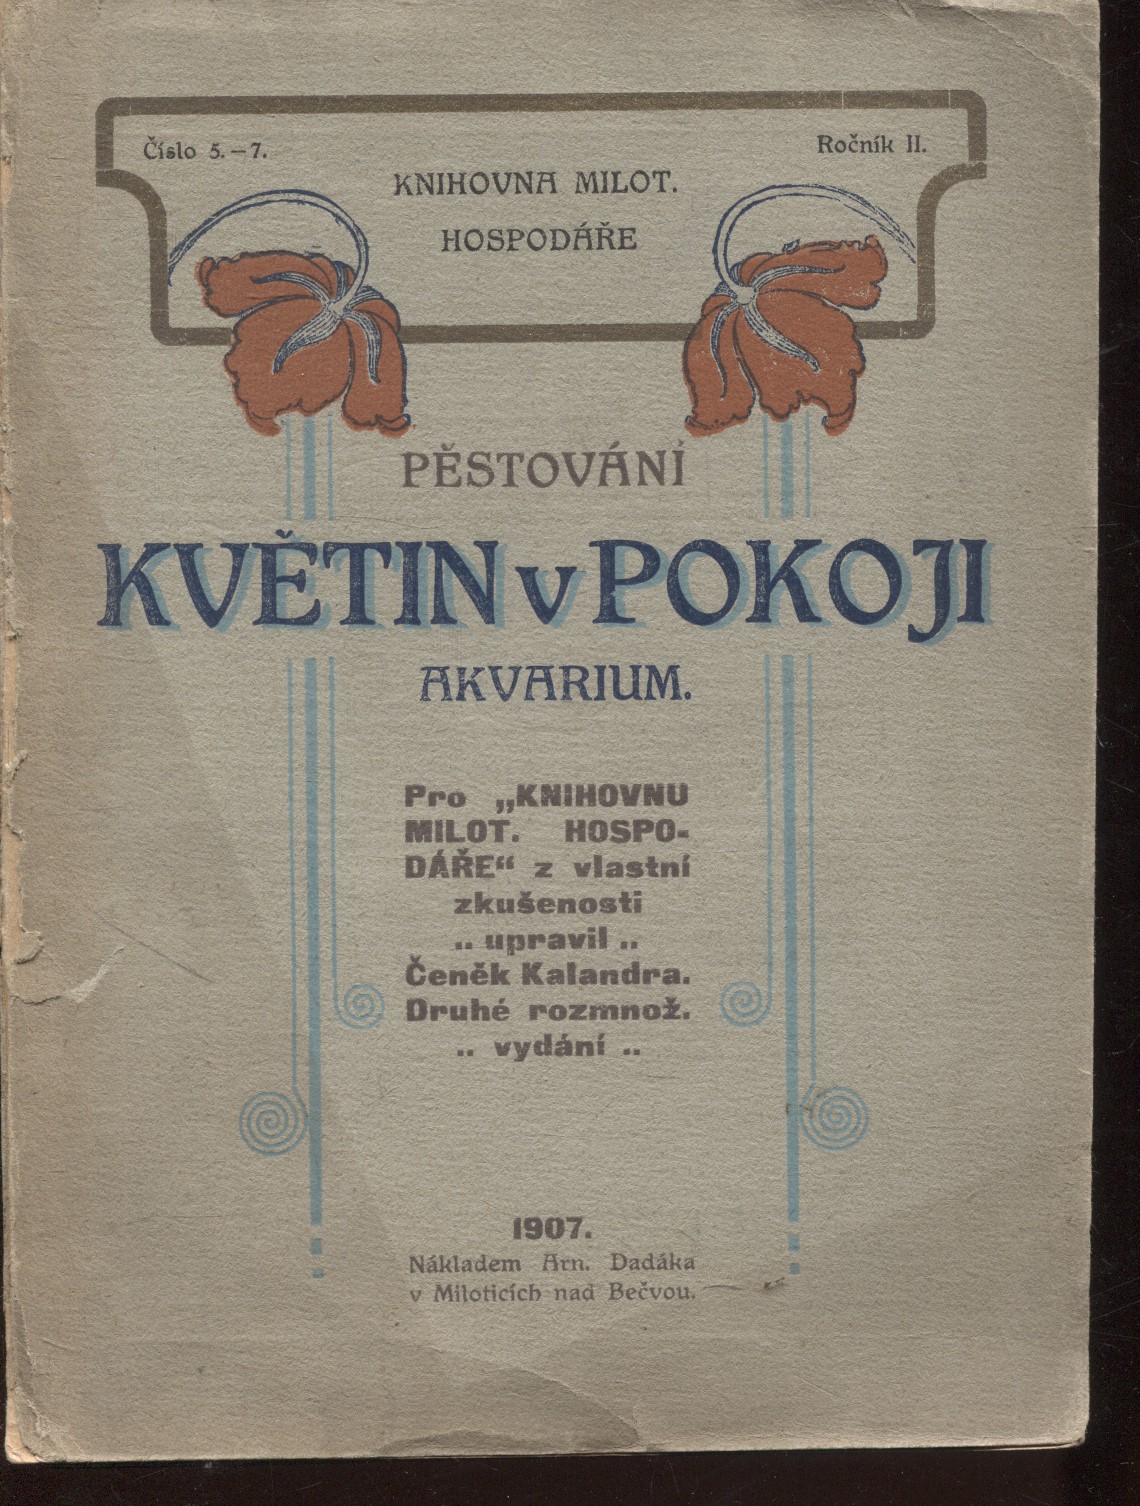 Číslo 5.–7.
Ročník II.
KNIHOVNA MILOT.
HOSPODÁŘE
PĚSTOVÁNÍ
KVĚTIN v POKOJI
AKVARIUM.
Pro „KNIHOVNU
MILOT. HOSPO-
DÁŘE“ z vlastní
zkušenosti
.. upravil ..
Čeněk Kalandra.
Druhé rozmnož.
.. vydání ..
1907.
Nákladem Arn. Dadáka
v Miloticích nad Bečvou.